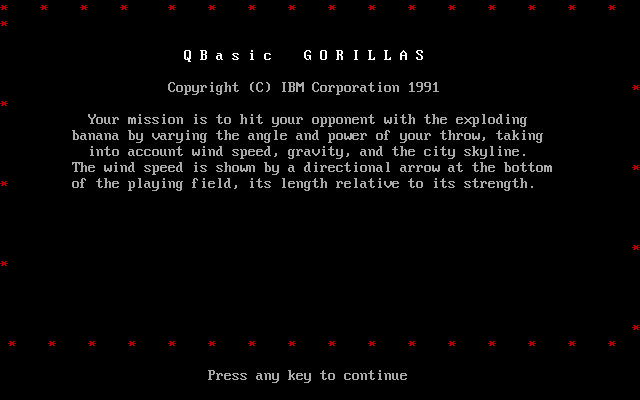 QBasic GORILLAS
Copyright (C) IBM Corporation 1991
Your mission is to hit your opponent with the exploding
banana by varying the angle and power of your throw, taking
into account wind speed, gravity, and the city skyline.
The wind speed is shown by a directional arrow at the bottom
of the playing field, its length relative to its strength.
Press any key to continue